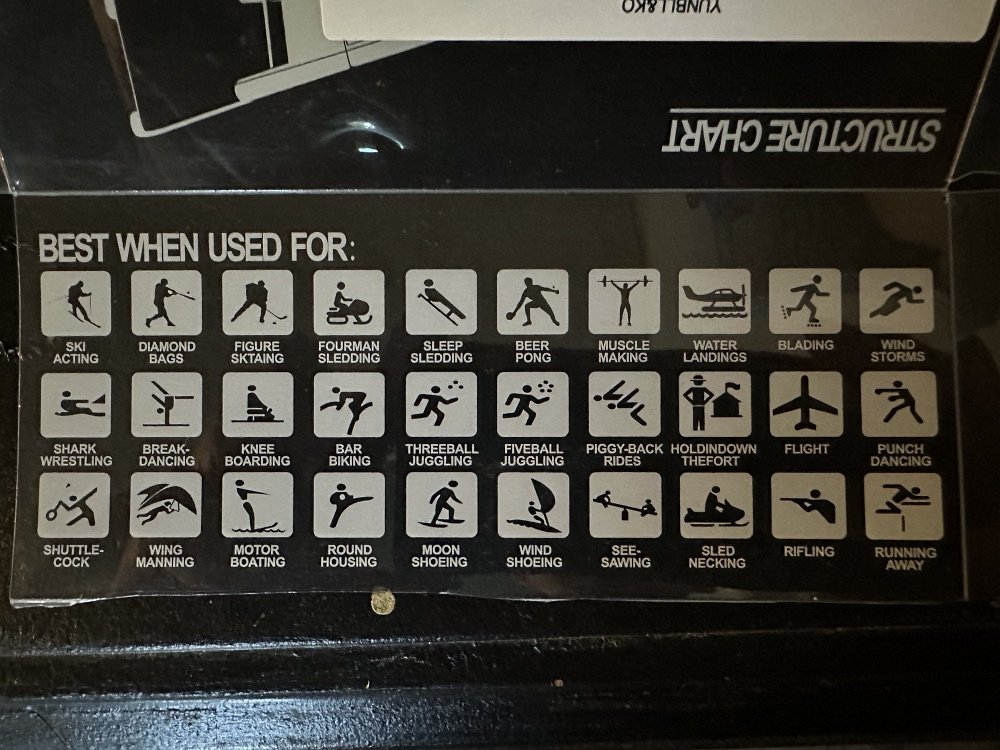 YUNBLL&KO
STRUCTURE CHART
BEST WHEN USED FOR:
SKI
ACTING
DIAMOND
BAGS
FIGURE
SKTAING
FOURMAN
SLEDDING
SLEEP
SLEDDING
BEER
PONG
MUSCLE
MAKING
WATER
LANDINGS
BLADING
WIND
STORMS
SHARK
WRESTLING
BREAK-
DANCING
KNEE
BOARDING
BAR
BIKING
THREEBALL
JUGGLING
FIVEBALL
JUGGLING
PIGGY-BACK
RIDES
HOLDINDOWN
THEFORT
FLIGHT
PUNCH
DANCING
SHUTTLE-
COCK
WING
MANNING
MOTOR
BOATING
ROUND
HOUSING
MOON
SHOEING
WIND
SHOEING
SEE-
SAWING
SLED
NECKING
RIFLING
RUNNING
AWAY